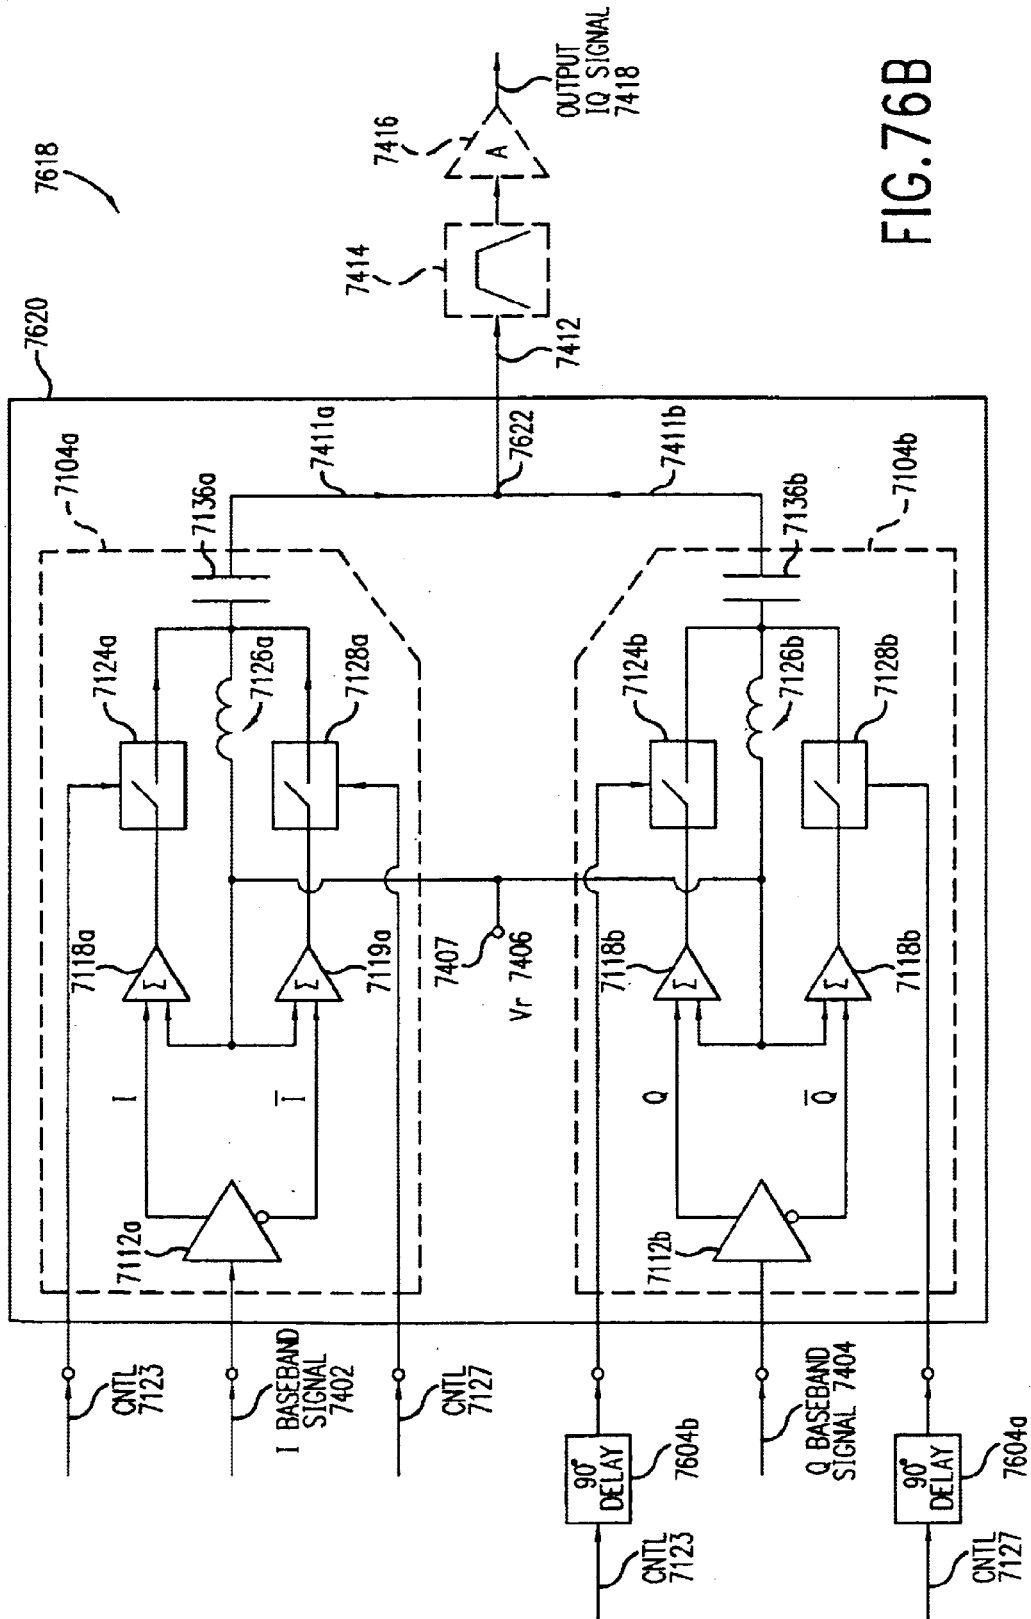 7618
7620
7416
A
OUTPUT
IQ SIGNAL
7418
7414
7412
7104a
7136a
7411a
7622
7411b
7136b
7104b
7124a
7126a
7128a
7124b
7126b
7128b
7118a
Σ
7119a
Σ
7407
Vr 7406
7118b
Σ
7118b
Σ
I
I̅
Q
Q̅
7112a
7112b
CNTL
7123
I BASEBAND
SIGNAL
7402
CNTL
7127
90°
DELAY
7604b
CNTL
7123
Q BASEBAND
SIGNAL 7404
90°
DELAY
7604a
CNTL
7127
FIG.76B